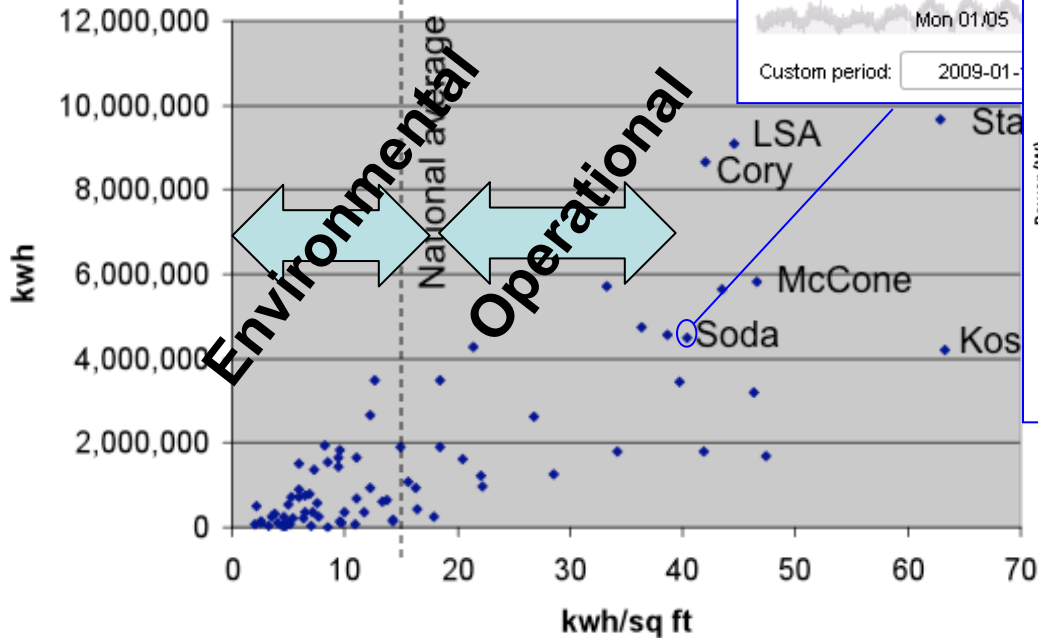 12,000,000
10,000,000
8,000,000
6,000,000
4,000,000
2,000,000
0
kwh
National average
Environmental
Operational
Mon 01/05
Custom period:
2009-01-
LSA
Cory
Sta
McCone
Soda
Kos
0 10 20 30 40 50 60 70
kwh/sq ft